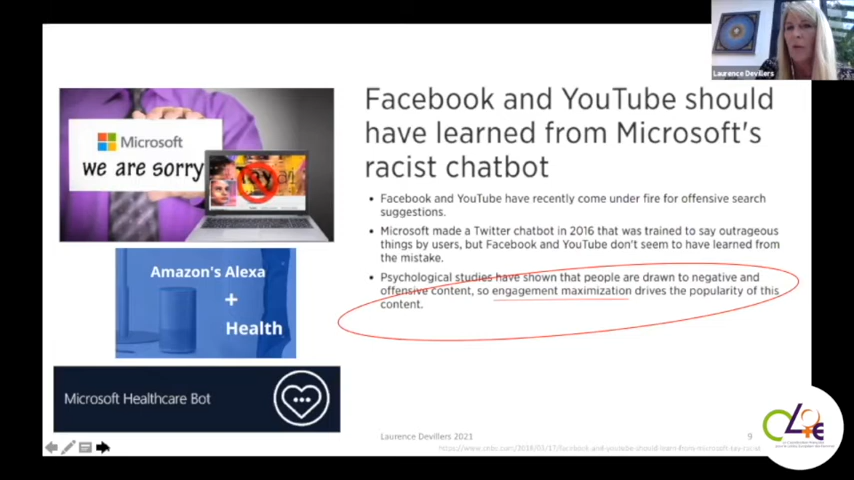 Laurence Devillers
Facebook and YouTube should
have learned from Microsoft's
racist chatbot
Microsoft
we are sorry
tay.ai
• Facebook and YouTube have recently come under fire for offensive search
suggestions.
• Microsoft made a Twitter chatbot in 2016 that was trained to say outrageous
things by users, but Facebook and YouTube don't seem to have learned from
the mistake.
• Psychological studies have shown that people are drawn to negative and
offensive content, so engagement maximization drives the popularity of this
content.
Amazon's Alexa
+
Health
Microsoft Healthcare Bot
Laurence Devillers 2021
9